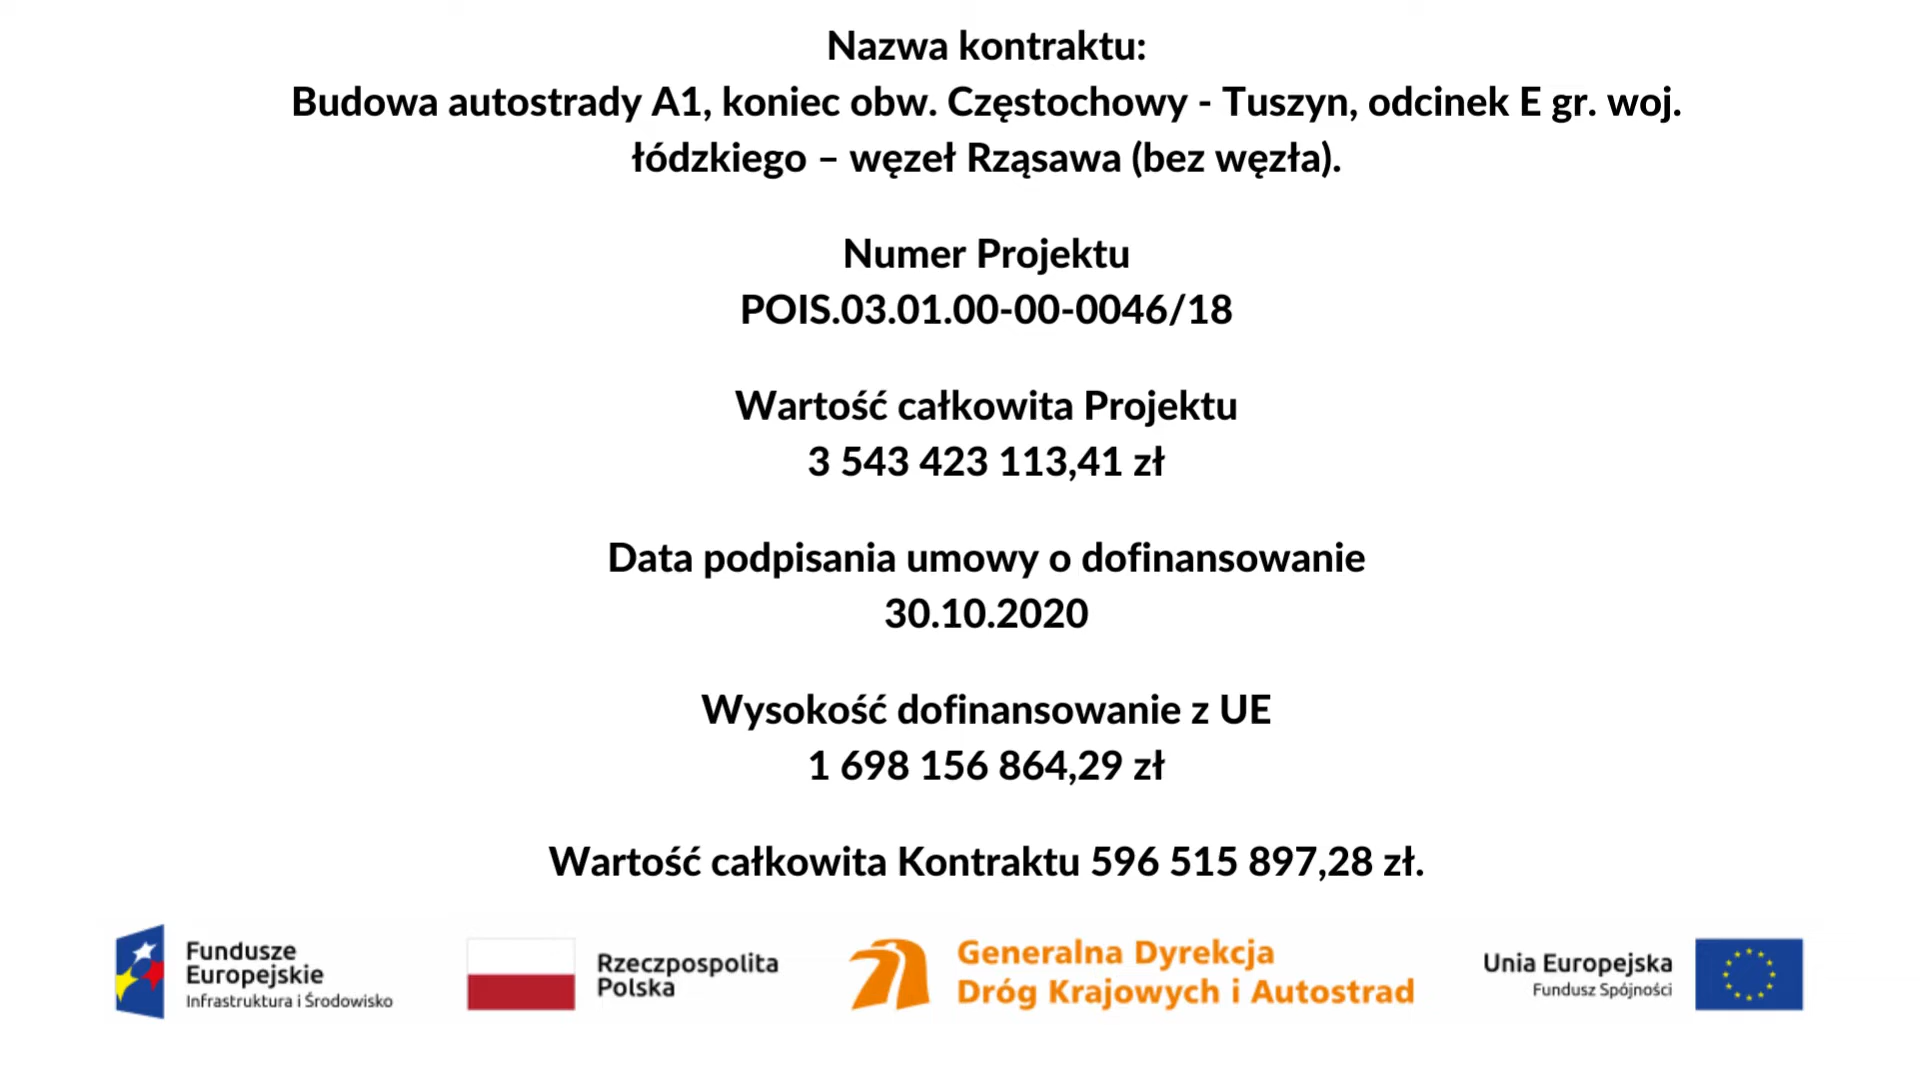 Nazwa kontraktu:
Budowa autostrady A1, koniec obw. Częstochowy - Tuszyn, odcinek E gr. woj.
łódzkiego – węzeł Rząsawa (bez węzła).
Numer Projektu
POIS.03.01.00-00-0046/18
Wartość całkowita Projektu
3 543 423 113,41 zł
Data podpisania umowy o dofinansowanie
30.10.2020
Wysokość dofinansowanie z UE
1 698 156 864,29 zł
Wartość całkowita Kontraktu 596 515 897,28 zł.
Fundusze
Europejskie
Infrastruktura i Środowisko
Rzeczpospolita
Polska
Generalna Dyrekcja
Dróg Krajowych i Autostrad
Unia Europejska
Fundusz Spójności